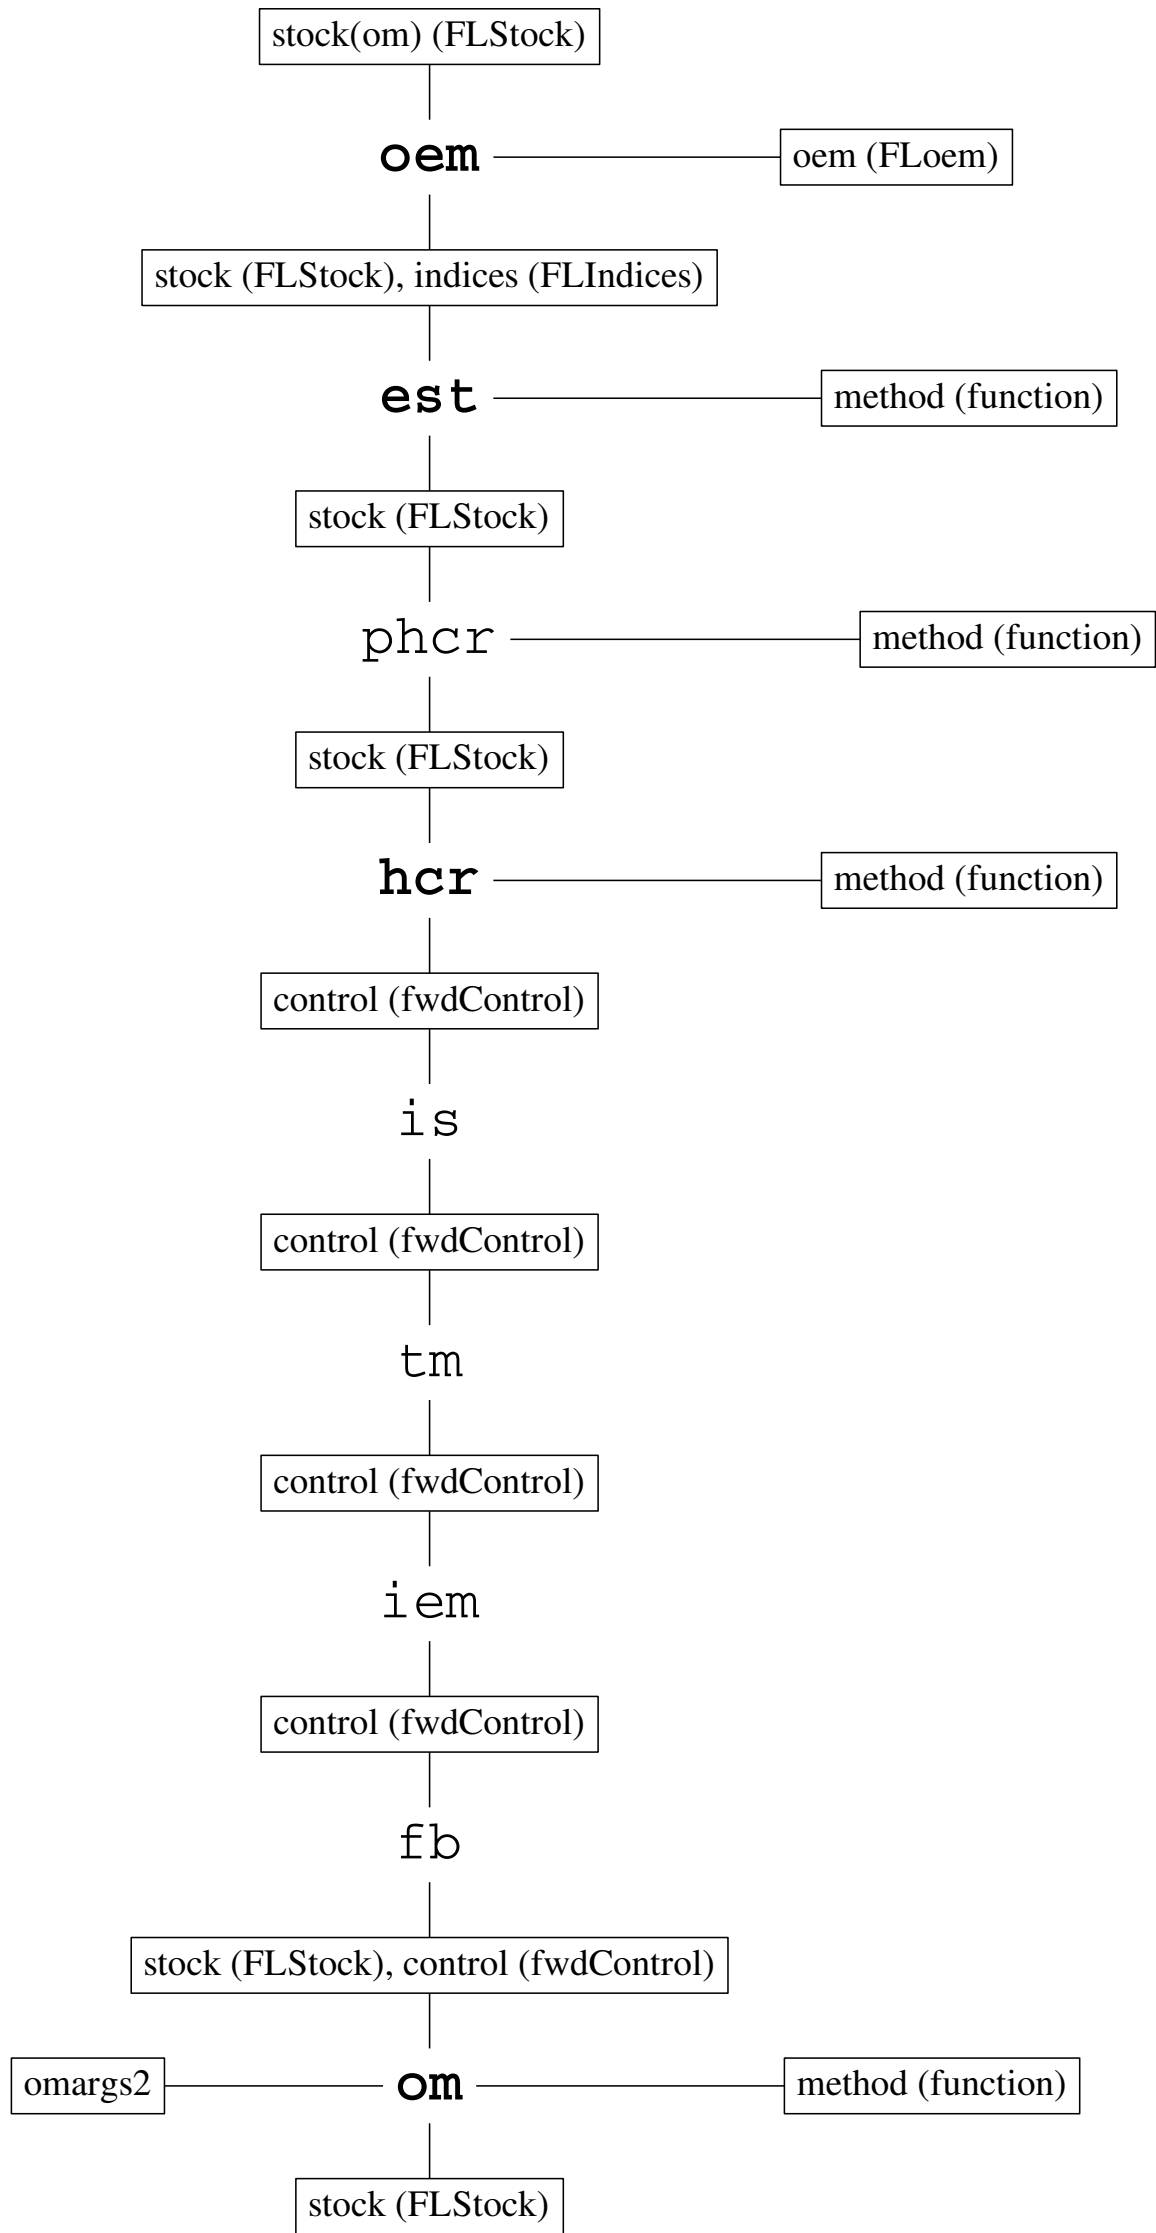 stock(om) (FLStock)
oem
oem (FLoem)
stock (FLStock), indices (FLIndices)
est
method (function)
stock (FLStock)
phcr
method (function)
stock (FLStock)
hcr
method (function)
control (fwdControl)
is
control (fwdControl)
tm
control (fwdControl)
iem
control (fwdControl)
fb
stock (FLStock), control (fwdControl)
omargs2
om
method (function)
stock (FLStock)